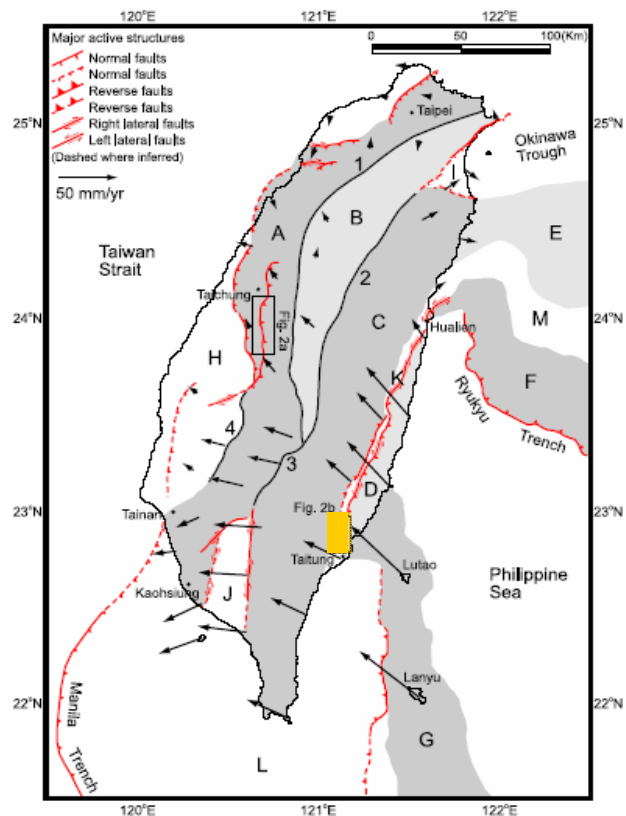 120°E 121°E 122°E
Major active structures
Normal faults
Normal faults
Reverse faults
Reverse faults
Right lateral faults
Left lateral faults
(Dashed where inferred)
50 mm/yr
0 50 100(Km)
Taipei
25°N 25°N
Okinawa
Trough
1
I
B
A
E
Taiwan
Strait
2
Taichung
C
M
24°N 24°N
Hualien
Fig. 2a
H
K
F
Ryukyu
Trench
4
3
D
23°N 23°N
Fig. 2b
Tainan
Taitung
Lutao
Philippine
Sea
Kaohsiung
J
Lanyu
22°N 22°N
Manila
Trench
G
L
120°E 121°E 122°E